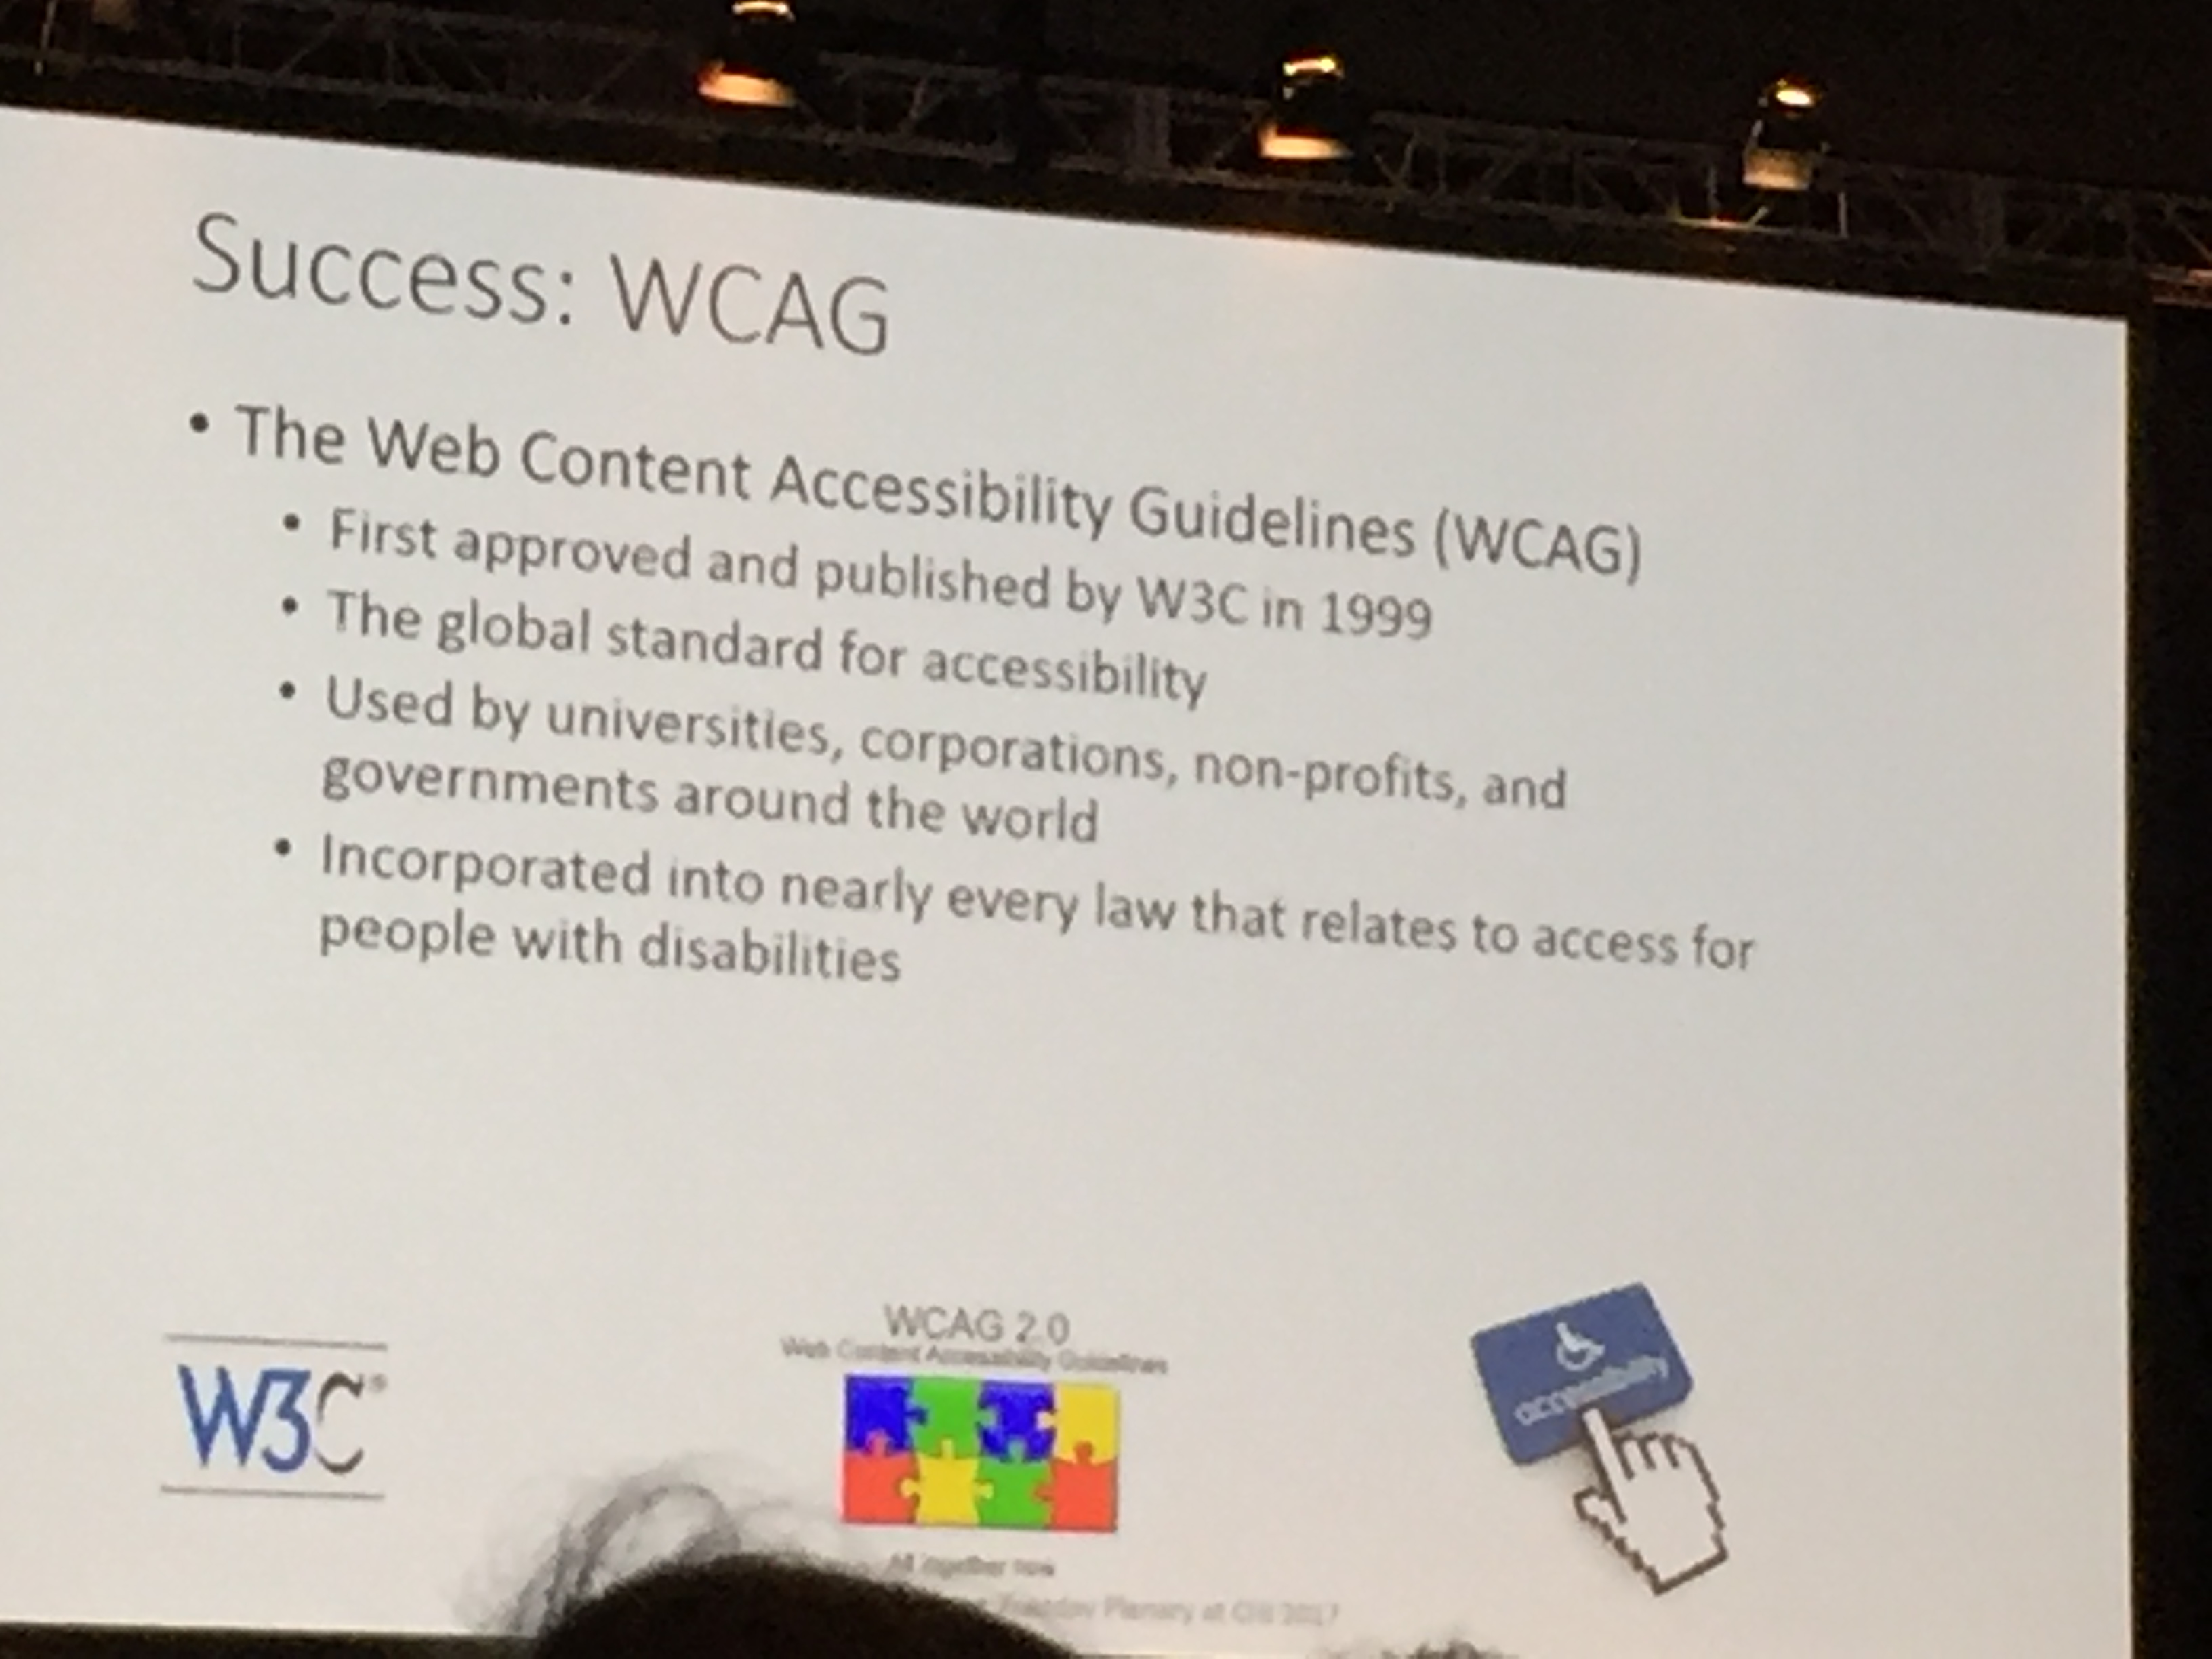 Success: WCAG
• The Web Content Accessibility Guidelines (WCAG)
• First approved and published by W3C in 1999
• The global standard for accessibility
• Used by universities, corporations, non-profits, and
governments around the world
• Incorporated into nearly every law that relates to access for
people with disabilities
W3C®
WCAG 2.0
Web Content Accessibility Guidelines
All together now
accessibility
Plenary at CHI 2017